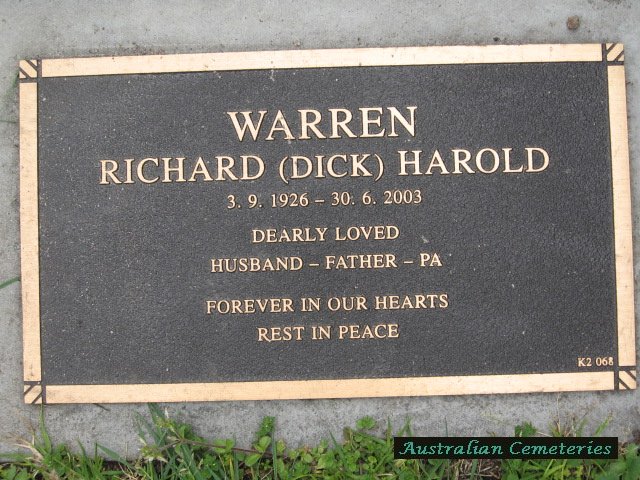 WARREN
RICHARD (DICK) HAROLD
3. 9. 1926 – 30. 6. 2003
DEARLY LOVED
HUSBAND – FATHER – PA
FOREVER IN OUR HEARTS
REST IN PEACE
K2 068
Australian Cemeteries